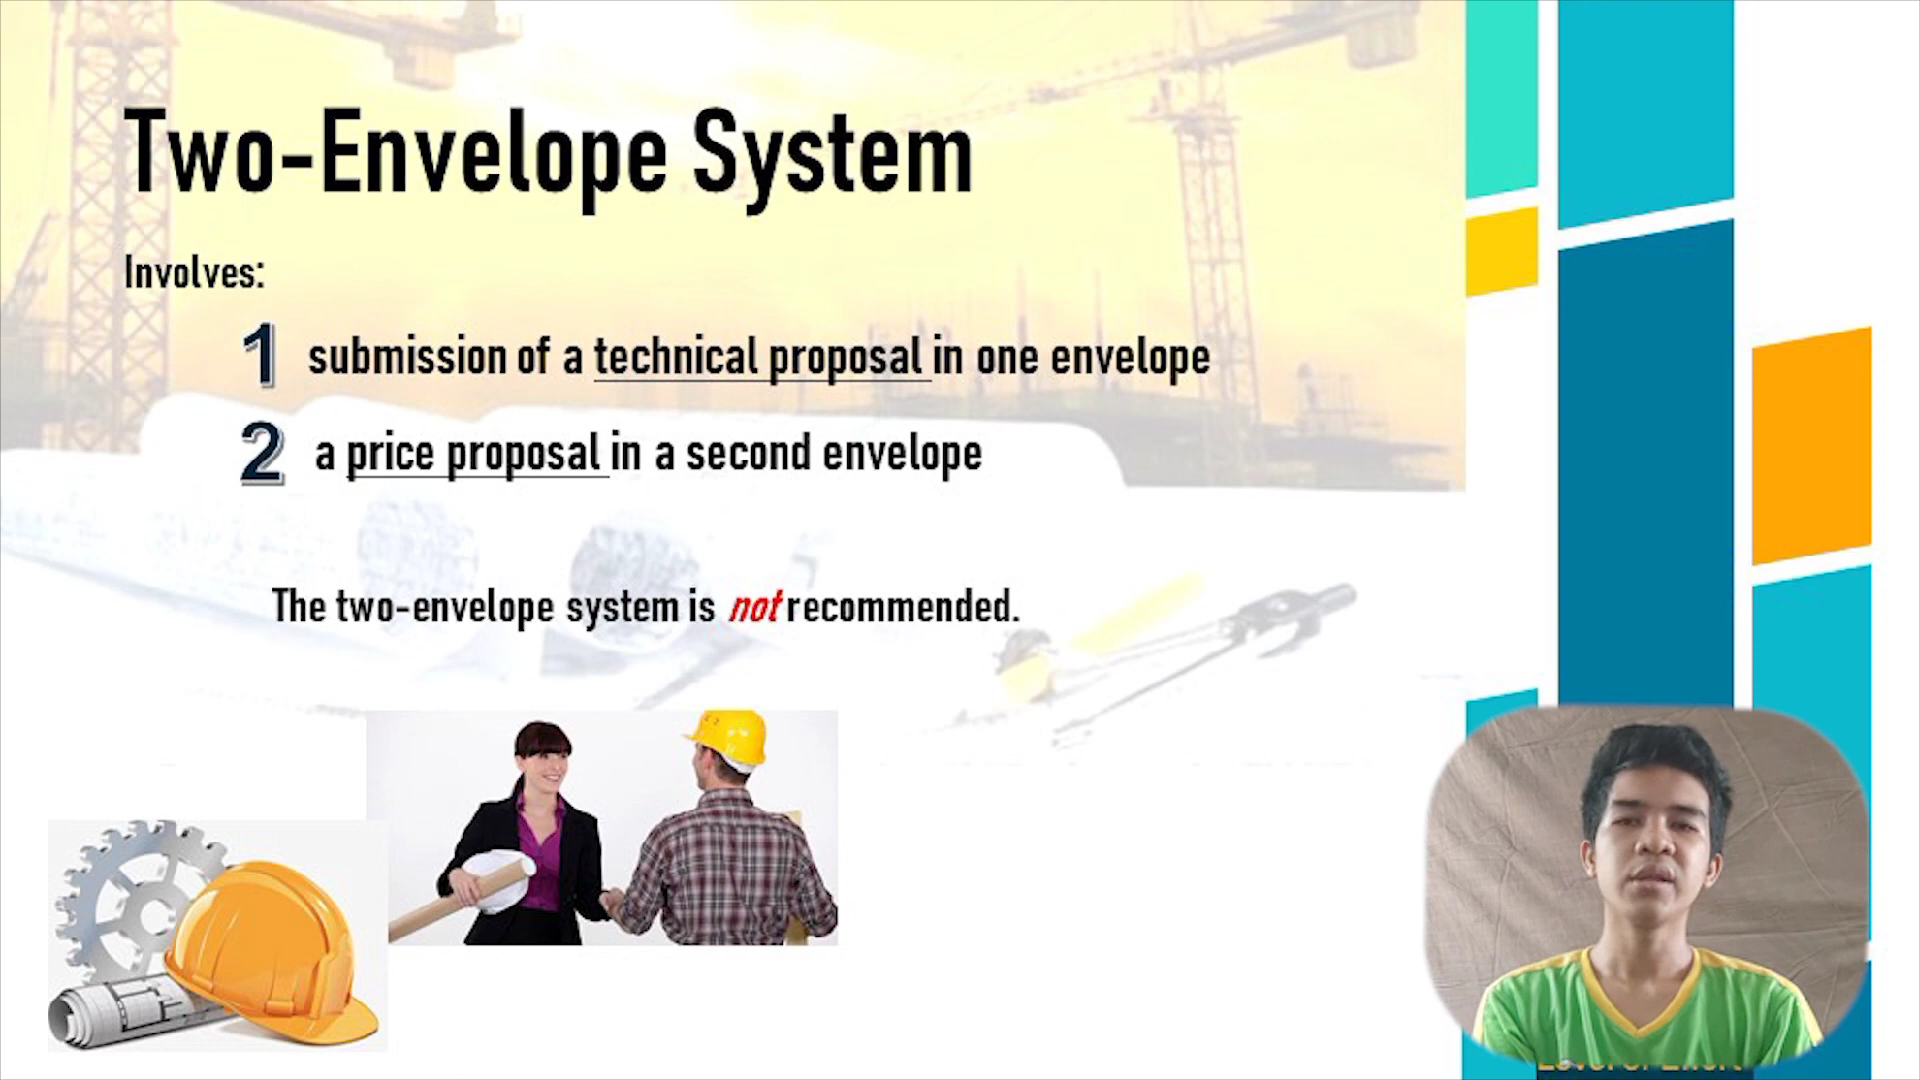 Two-Envelope System
Involves:
1 submission of a technical proposal in one envelope
2 a price proposal in a second envelope
The two-envelope system is not recommended.